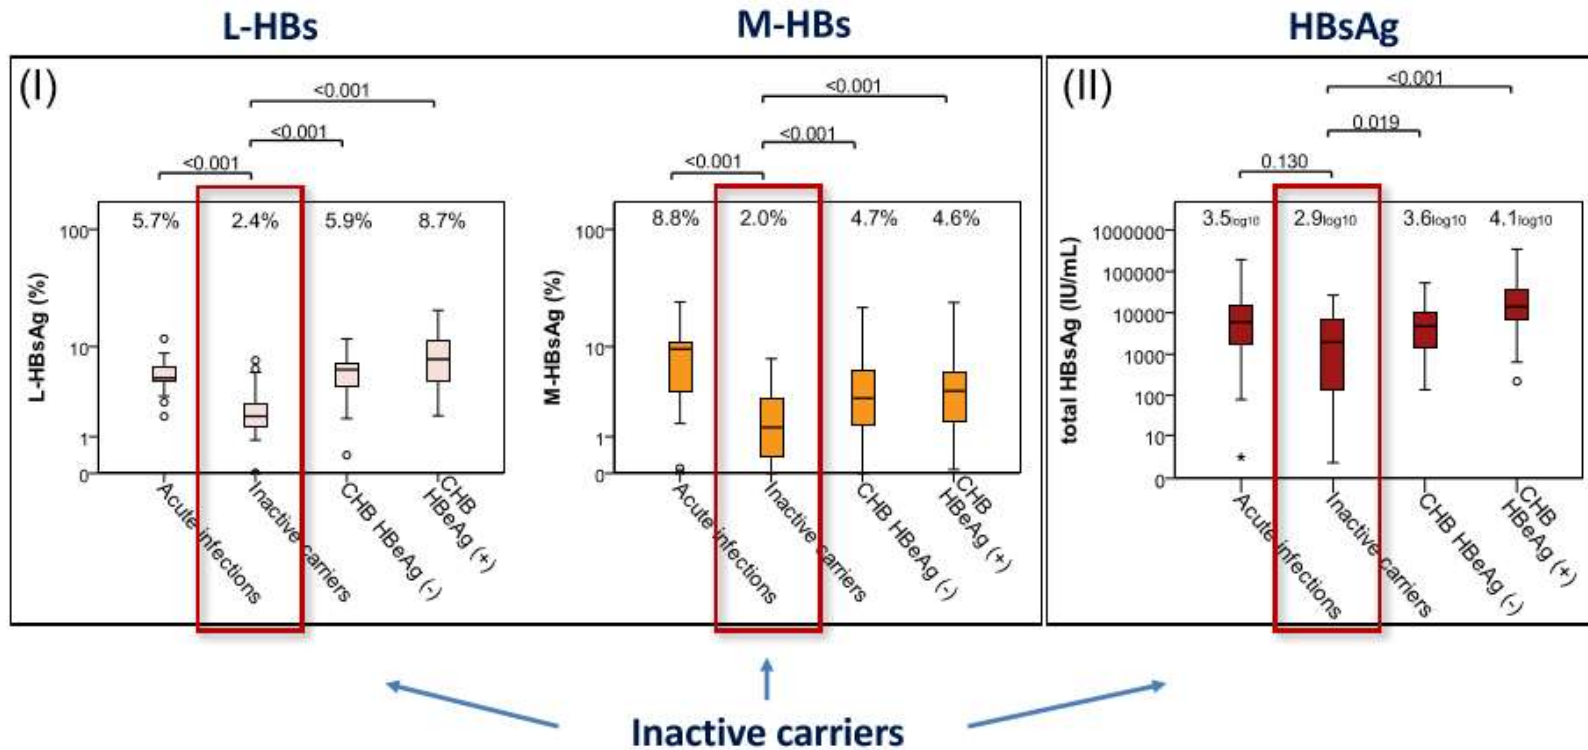 L-HBs
M-HBs
HBsAg
(I)
<0.001
<0.001
<0.001
5.7%
2.4%
5.9%
8.7%
100
10
1
0
L-HBsAg (%)
Acute infections
Inactive carriers
CHB HBeAg (-)
CHB
HBeAg (+)
<0.001
<0.001
<0.001
8.8%
2.0%
4.7%
4.6%
100
10
1
0
M-HBsAg (%)
Acute infections
Inactive carriers
CHB HBeAg (-)
CHB
HBeAg (+)
(II)
<0.001
0.019
0.130
3.5log10
2.9log10
3.6log10
4.1log10
1000000
100000
10000
1000
100
10
0
total HBsAg (IU/mL)
Acute infections
Inactive carriers
CHB HBeAg (-)
CHB
HBeAg (+)
Inactive carriers